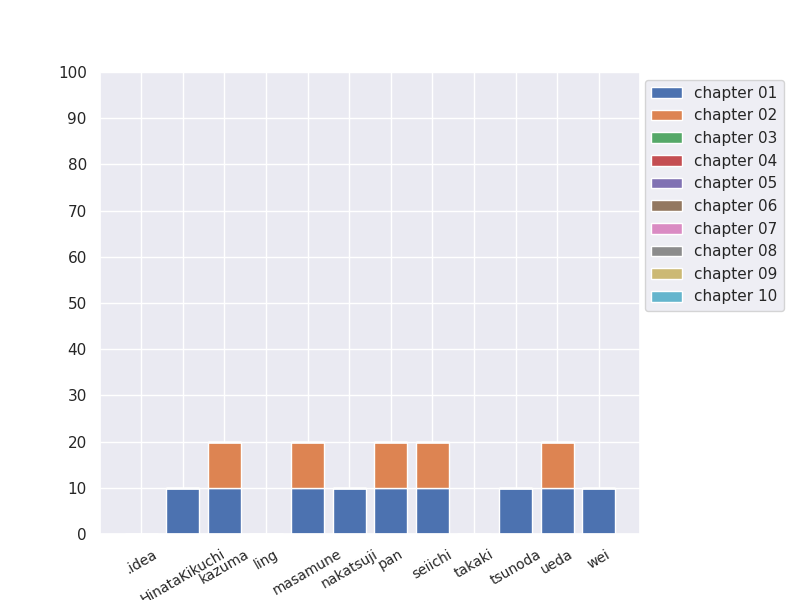 100
90
80
70
60
50
40
30
20
10
0
.idea
HinataKikuchi
kazuma
ling
masamune
nakatsuji
pan
seiichi
takaki
tsunoda
ueda
wei
chapter 01
chapter 02
chapter 03
chapter 04
chapter 05
chapter 06
chapter 07
chapter 08
chapter 09
chapter 10